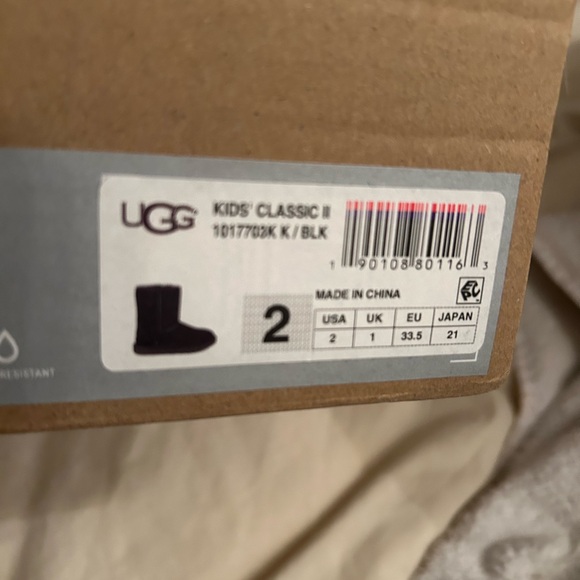 UGG
KIDS' CLASSIC II
1017703K K / BLK
1 90108 80116 3
MADE IN CHINA
2
USA UK EU JAPAN
2 1 33.5 21
RESISTANT